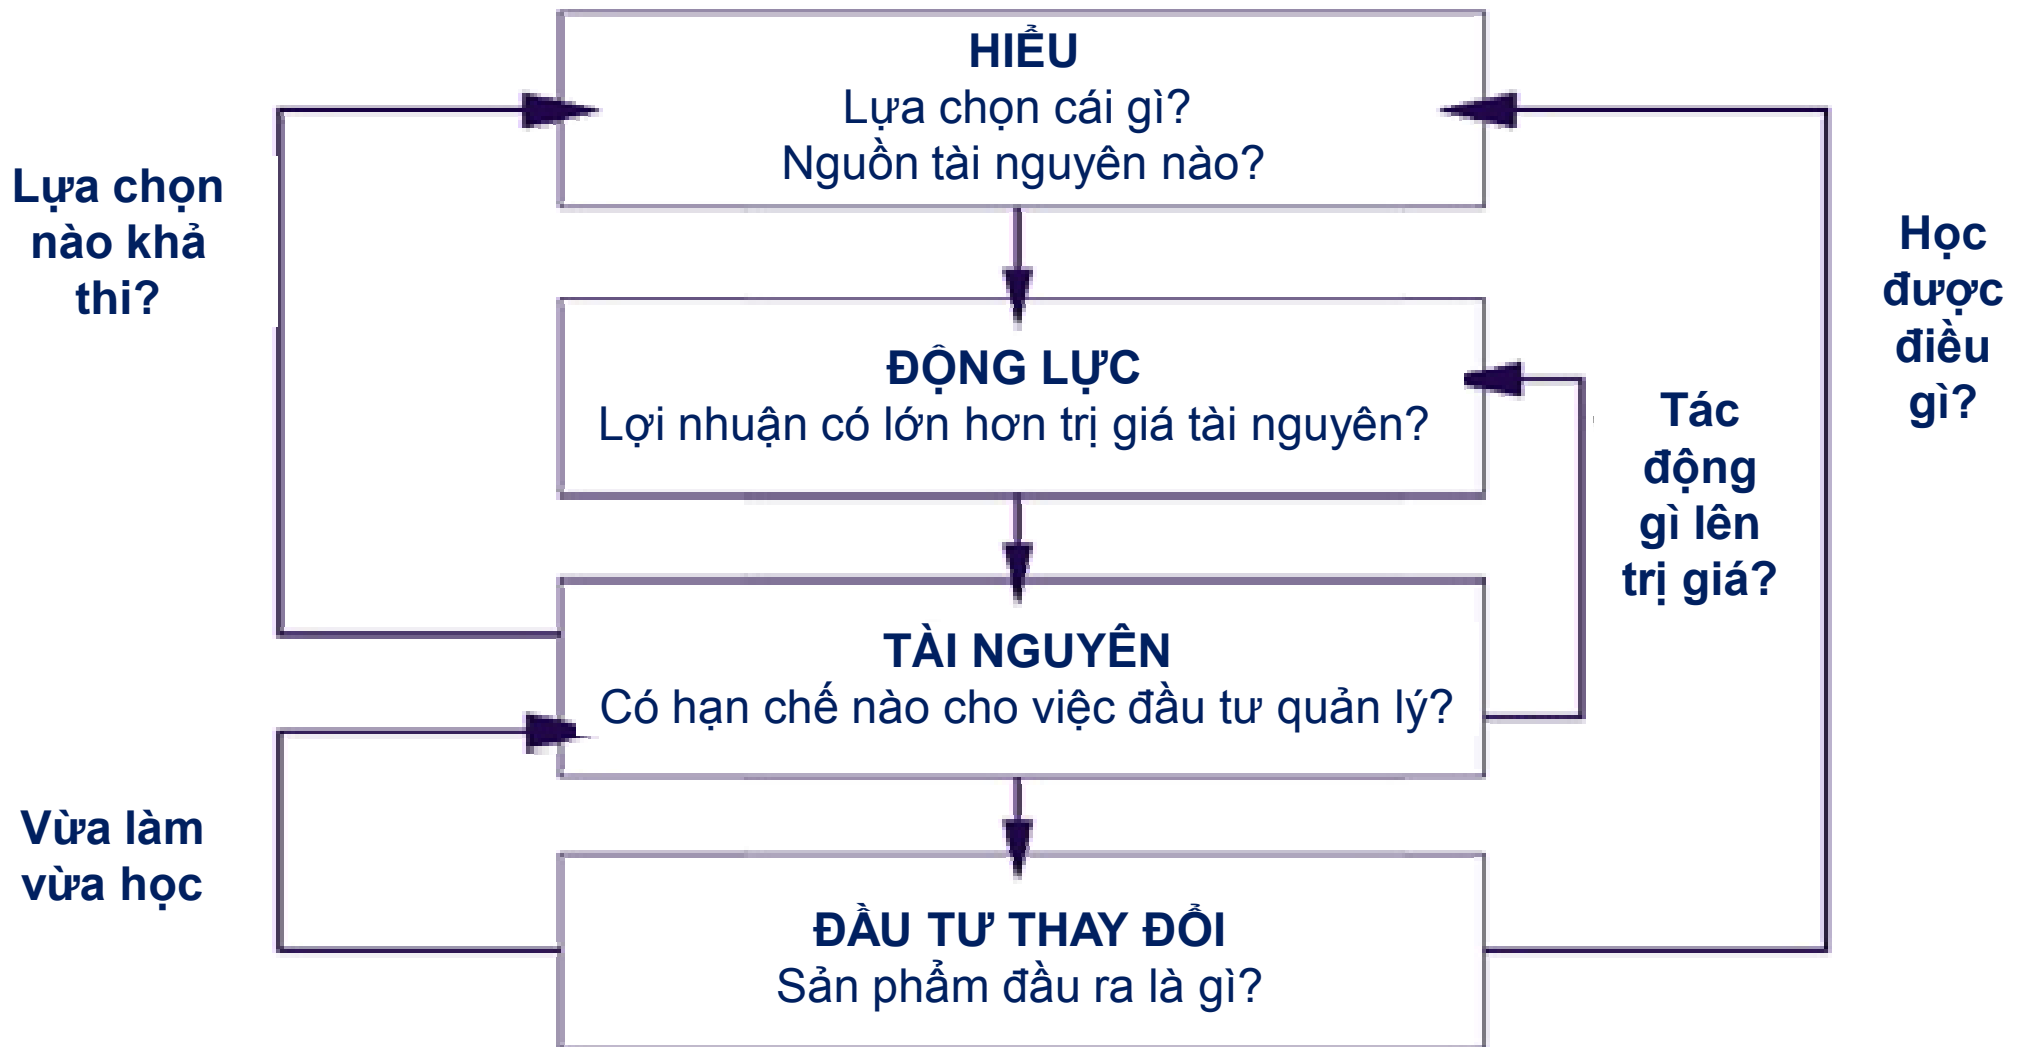 HIỂU
Lựa chọn cái gì?
Nguồn tài nguyên nào?
Lựa chọn
nào khả
thi?
Học
được
điều
gì?
ĐỘNG LỰC
Lợi nhuận có lớn hơn trị giá tài nguyên?
Tác
động
gì lên
trị giá?
TÀI NGUYÊN
Có hạn chế nào cho việc đầu tư quản lý?
Vừa làm
vừa học
ĐẦU TƯ THAY ĐỔI
Sản phẩm đầu ra là gì?